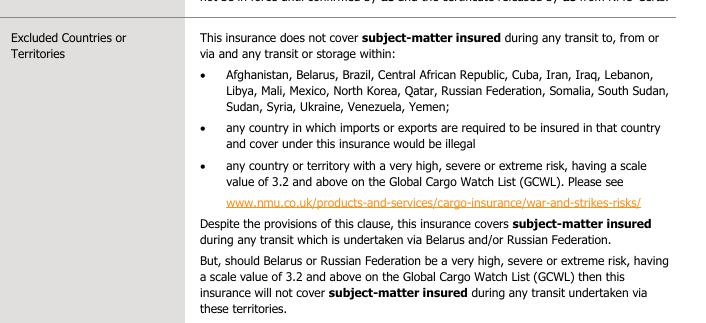 Excluded Countries or
Territories
This insurance does not cover subject-matter insured during any transit to, from or
via and any transit or storage within:
• Afghanistan, Belarus, Brazil, Central African Republic, Cuba, Iran, Iraq, Lebanon,
Libya, Mali, Mexico, North Korea, Qatar, Russian Federation, Somalia, South Sudan,
Sudan, Syria, Ukraine, Venezuela, Yemen;
• any country in which imports or exports are required to be insured in that country
and cover under this insurance would be illegal
• any country or territory with a very high, severe or extreme risk, having a scale
value of 3.2 and above on the Global Cargo Watch List (GCWL). Please see
www.nmu.co.uk/products-and-services/cargo-insurance/war-and-strikes-risks/
Despite the provisions of this clause, this insurance covers subject-matter insured
during any transit which is undertaken via Belarus and/or Russian Federation.
But, should Belarus or Russian Federation be a very high, severe or extreme risk, having
a scale value of 3.2 and above on the Global Cargo Watch List (GCWL) then this
insurance will not cover subject-matter insured during any transit undertaken via
these territories.